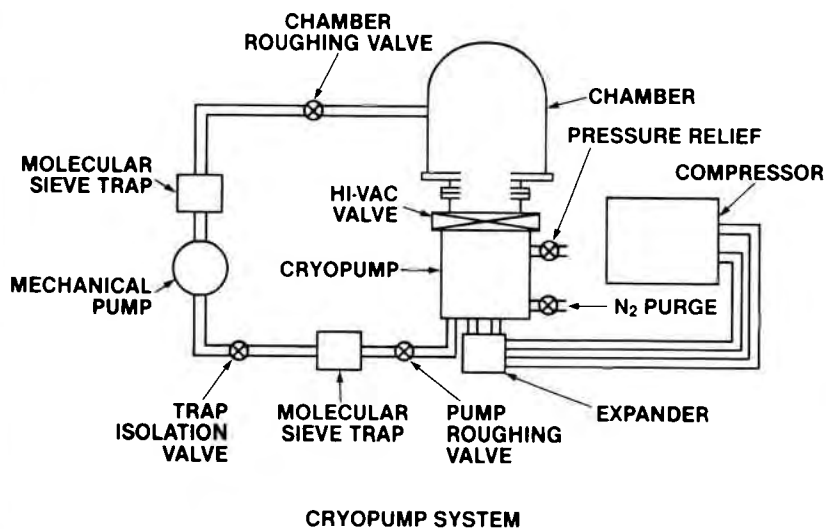 CHAMBER
ROUGHING VALVE
CHAMBER
PRESSURE RELIEF
COMPRESSOR
MOLECULAR
SIEVE TRAP
HI-VAC
VALVE
CRYOPUMP
MECHANICAL
PUMP
N₂ PURGE
TRAP
ISOLATION
VALVE
MOLECULAR
SIEVE TRAP
PUMP
ROUGHING
VALVE
EXPANDER
CRYOPUMP SYSTEM